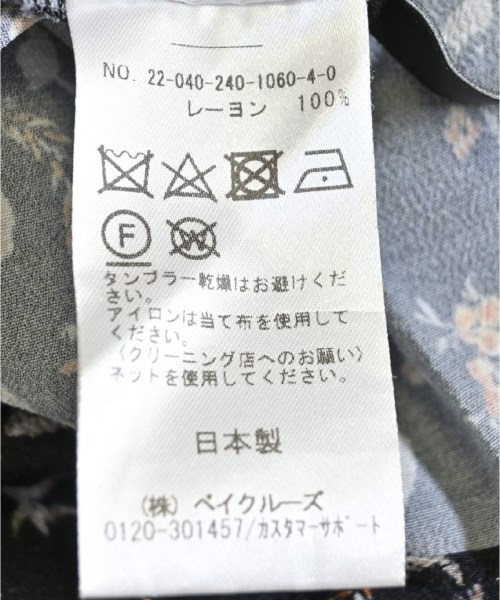 NO. 22-040-240-1060-4-0
レーヨン 100%
F W
タンブラー乾燥はお避けくだ
さい。
アイロンは当て布を使用して
ください。
〈クリーニング店へのお願い〉
ネットを使用してください。
日本製
(株) ベイクルーズ
0120-301457/カスタマーサポート